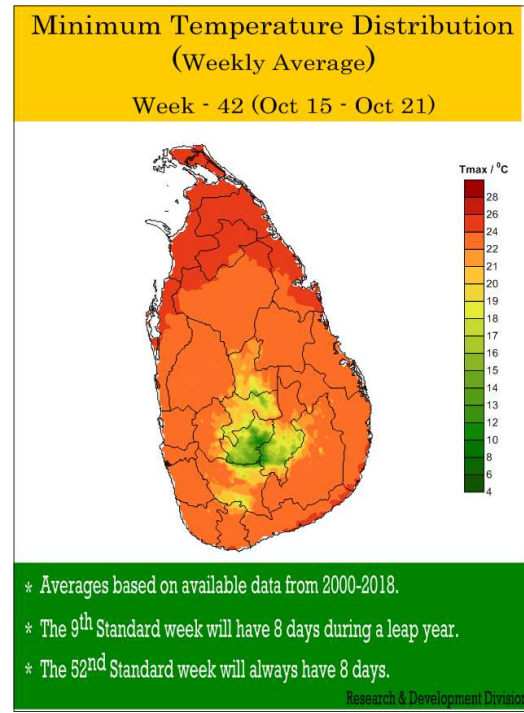 Minimum Temperature Distribution
(Weekly Average)
Week - 42 (Oct 15 - Oct 21)
Tmax / ⁰C
28
26
24
22
21
20
19
18
17
16
15
14
13
12
10
8
6
4
* Averages based on available data from 2000-2018.
* The 9th Standard week will have 8 days during a leap year.
* The 52nd Standard week will always have 8 days.
Research & Development Division